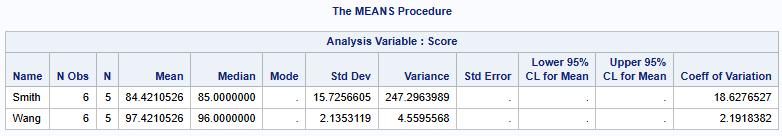 The MEANS Procedure
Analysis Variable : Score
Name N Obs N Mean Median Mode Std Dev Variance Std Error Lower 95% CL for Mean Upper 95% CL for Mean Coeff of Variation
Smith 6 5 84.4210526 85.0000000 . 15.7256605 247.2963989 . . . 18.6276527
Wang 6 5 97.4210526 96.0000000 . 2.1353119 4.5595568 . . . 2.1918382